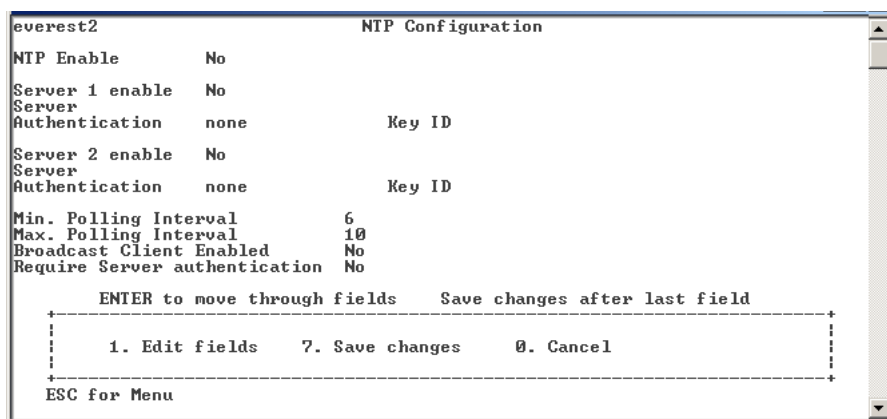 everest2 NTP Configuration
NTP Enable No
Server 1 enable No
Server
Authentication none Key ID
Server 2 enable No
Server
Authentication none Key ID
Min. Polling Interval 6
Max. Polling Interval 10
Broadcast Client Enabled No
Require Server authentication No
ENTER to move through fields Save changes after last field
1. Edit fields 7. Save changes 0. Cancel
ESC for Menu